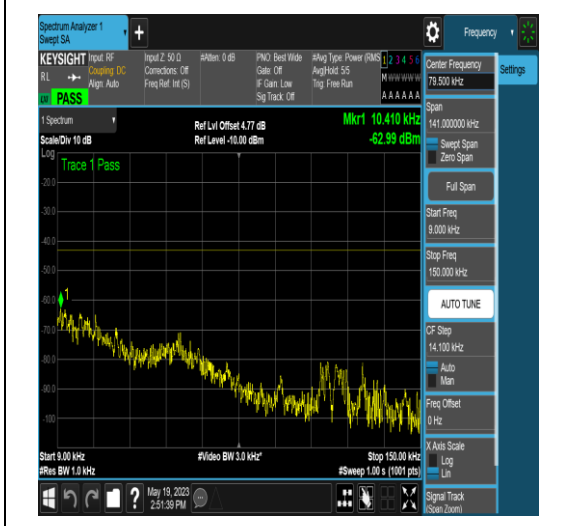 Spectrum Analyzer 1
Swept SA
Frequency
KEYSIGHT
RL
PASS
Input: RF
Coupling: DC
Align: Auto
Input Z: 50 Ω
Corrections: Off
Freq Ref: Int (S)
#Atten: 0 dB
PNO: Best Wide
Gate: Off
IF Gain: Low
Sig Track: Off
#Avg Type: Power (RMS
Avg|Hold: 5/5
Trig: Free Run
1 2 3 4 5 6
M W W W W W
A A A A A A
1 Spectrum
Scale/Div 10 dB
Ref Lvl Offset 4.77 dB
Ref Level -10.00 dBm
Mkr1 10.410 kHz
-62.99 dBm
Log
Trace 1 Pass
-20.0
-30.0
-40.0
-50.0
-60.0
-70.0
-80.0
-90.0
-100
1
Start 9.00 kHz
#Res BW 1.0 kHz
#Video BW 3.0 kHz*
Stop 150.00 kHz
#Sweep 1.00 s (1001 pts)
Center Frequency
79.500 kHz
Settings
Span
141.000000 kHz
Swept Span
Zero Span
Full Span
Start Freq
9.000 kHz
Stop Freq
150.000 kHz
AUTO TUNE
CF Step
14.100 kHz
Auto
Man
Freq Offset
0 Hz
X Axis Scale
Log
Lin
Signal Track
(Span Zoom)
May 19, 2023
2:51:39 PM